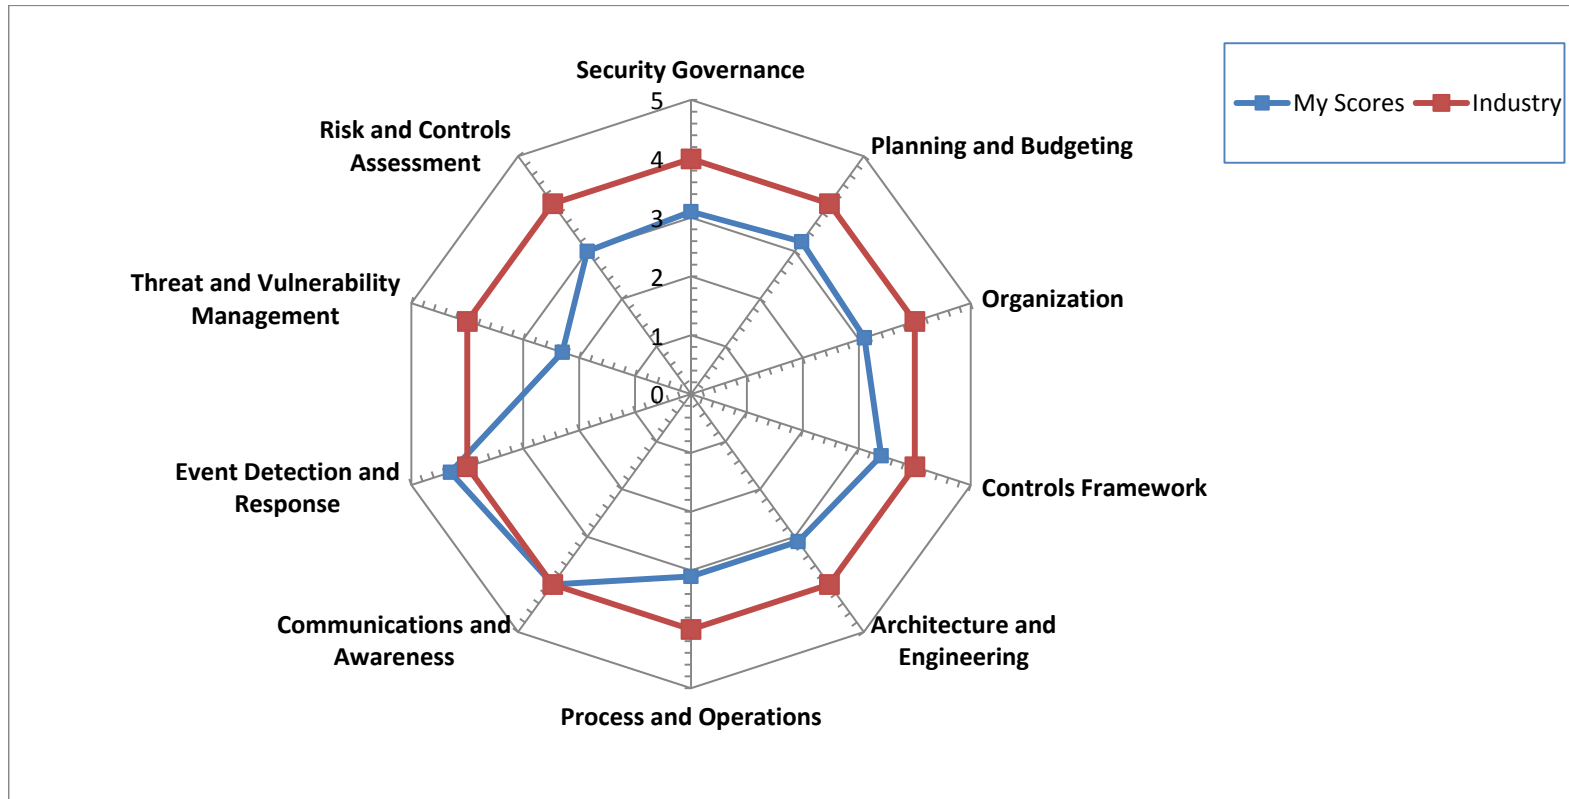 Security Governance
My Scores
Industry
5
4
3
2
1
0
Planning and Budgeting
Organization
Controls Framework
Architecture and
Engineering
Process and Operations
Communications and
Awareness
Event Detection and
Response
Threat and Vulnerability
Management
Risk and Controls
Assessment